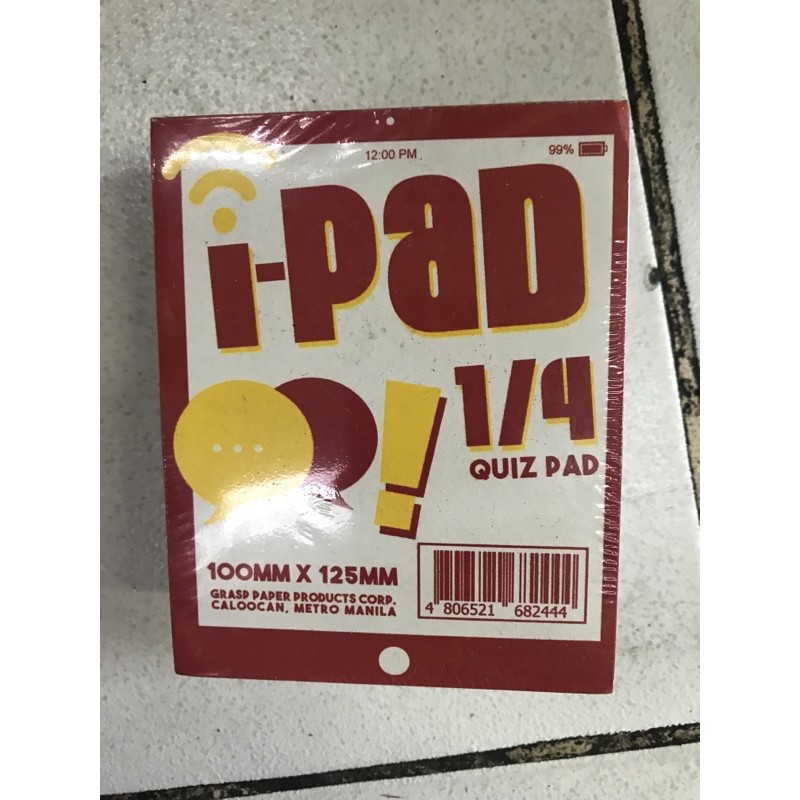 12:00 PM 99%
i-PaD
1/4
QUIZ PAD
100MM X 125MM
GRASP PAPER PRODUCTS CORP.
CALOOCAN, METRO MANILA
4 806521 682444